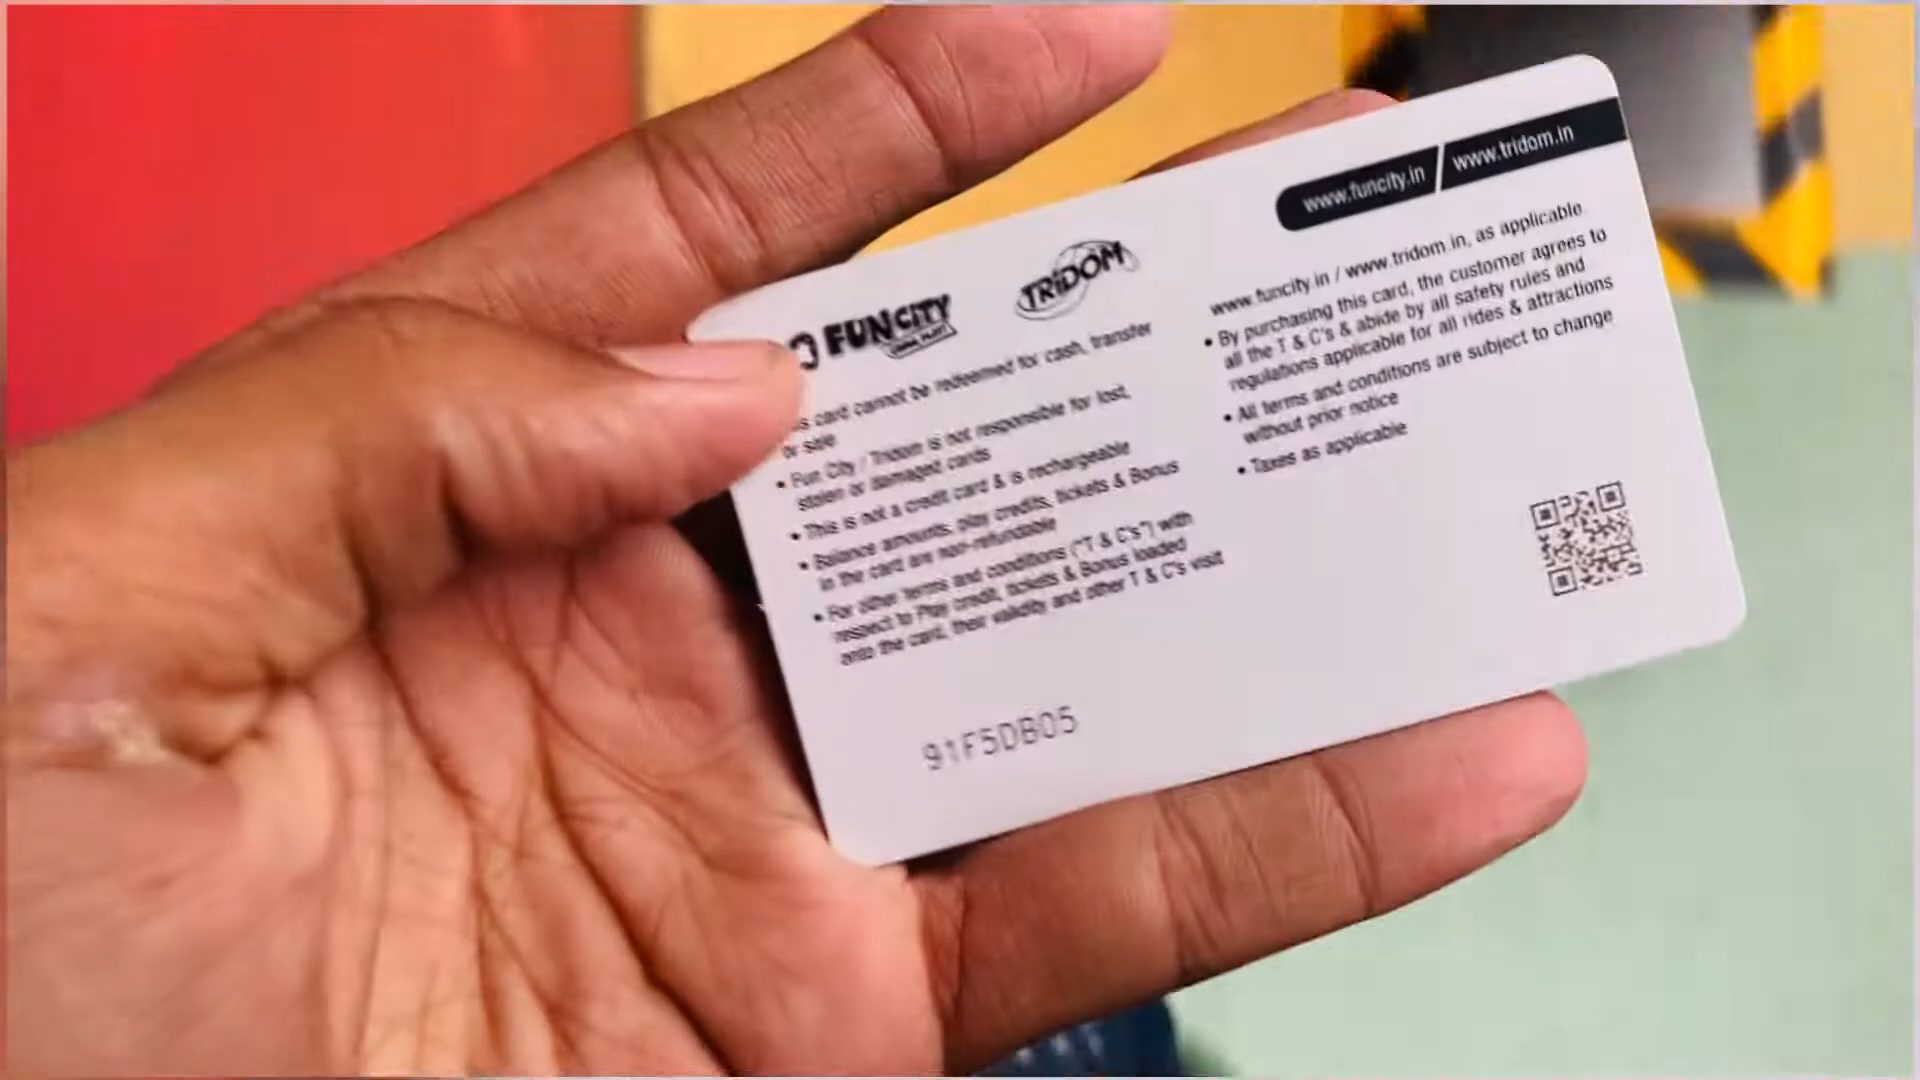 www.funcity.in / www.tridom.in
FUNCITY
TRIDOM
card cannot be redeemed for cash, transfer
or sale
• Fun City / Tridom is not responsible for lost,
stolen or damaged cards
• This is not a credit card & is rechargeable
• Balance amounts, play credits, tickets & Bonus
in the card are non-refundable
• For other terms and conditions ("T & C's") with
respect to Play credit, tickets & Bonus loaded
onto the card, their validity and other T & C's visit
www.funcity.in / www.tridom.in, as applicable
• By purchasing this card, the customer agrees to
all the T & C's & abide by all safety rules and
regulations applicable for all rides & attractions
• All terms and conditions are subject to change
without prior notice
• Taxes as applicable
91F5DB05